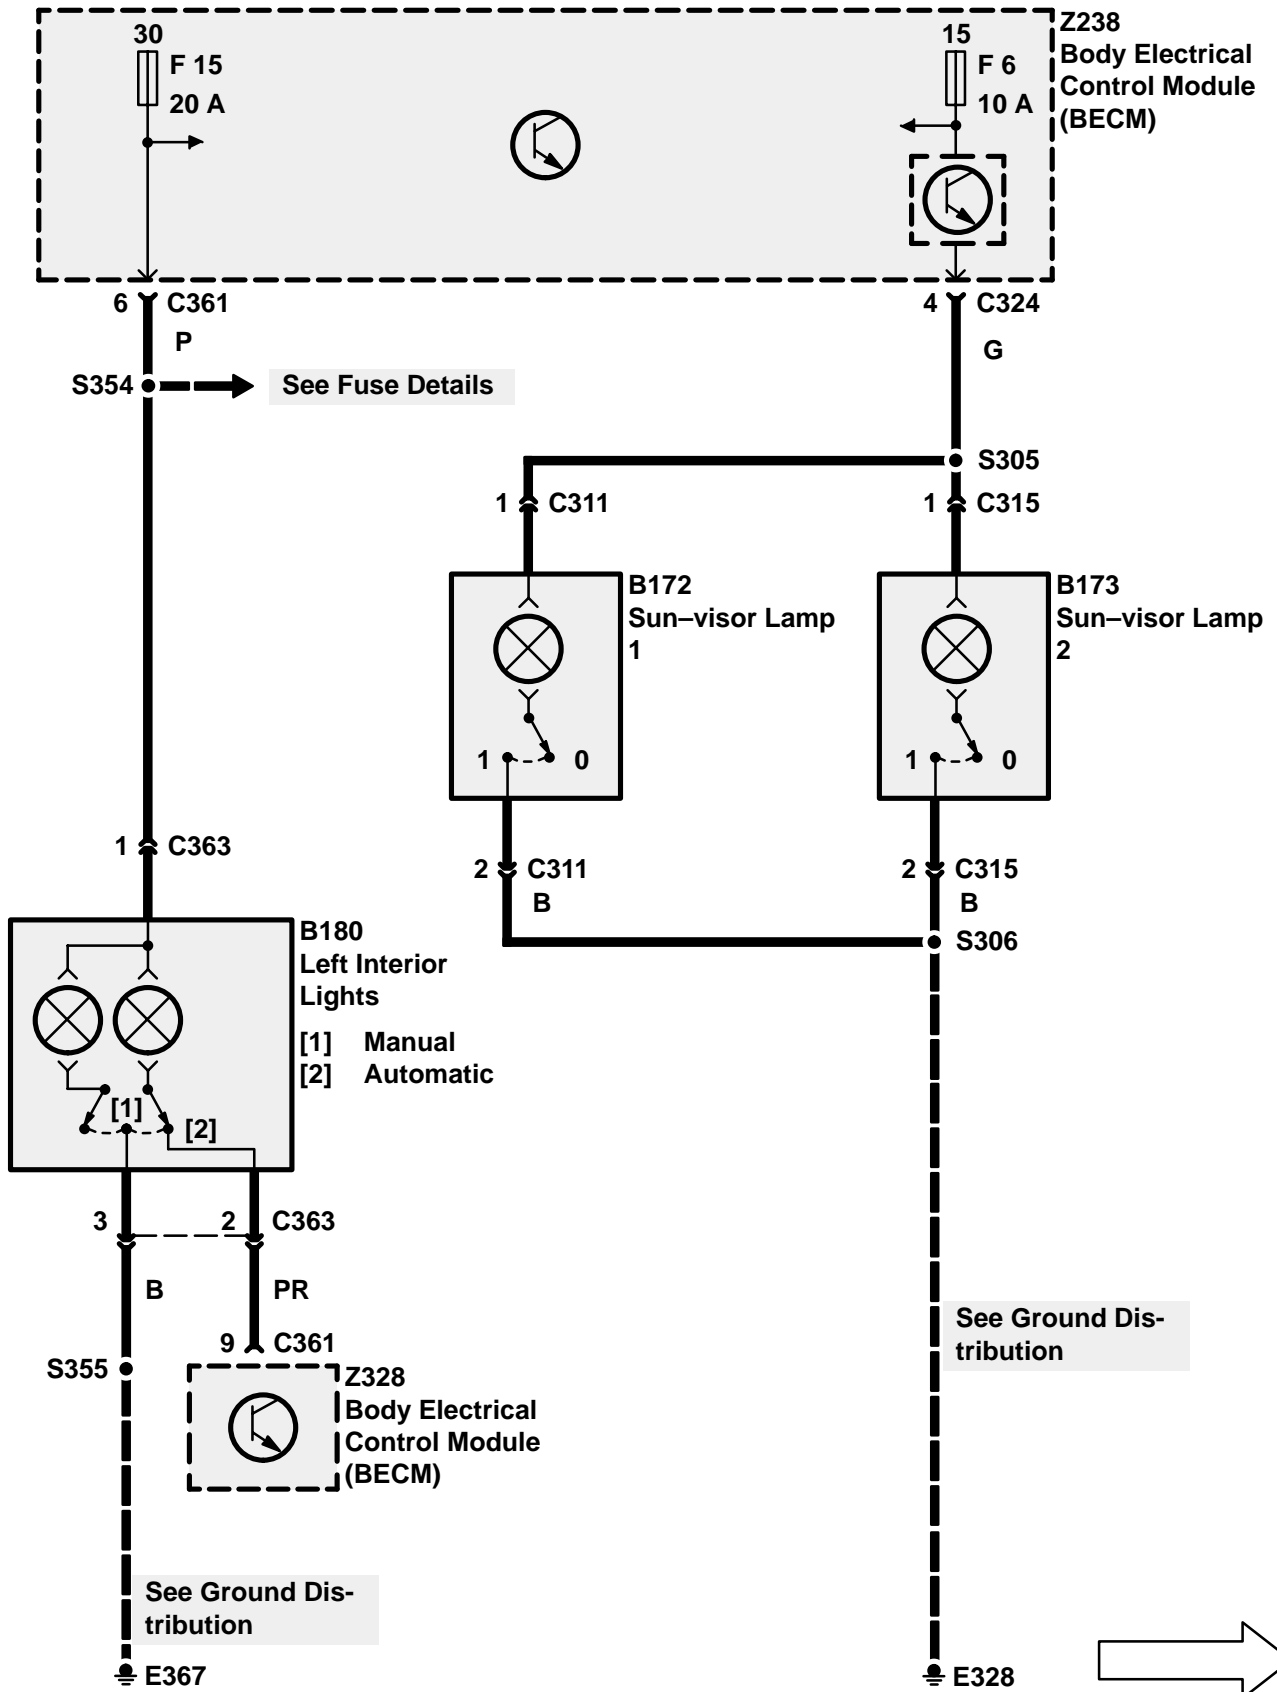 30
F 15
20 A
15
F 6
10 A
Z238
Body Electrical
Control Module
(BECM)
6 C361
P
4 C324
G
S354
See Fuse Details
S305
1 C311
1 C315
B172
Sun–visor Lamp
1
B173
Sun–visor Lamp
2
1 0
1 0
1 C363
2 C311
B
2 C315
B
S306
B180
Left Interior
Lights
[1] Manual
[2] Automatic
[1]
[2]
3
2 C363
B
PR
9 C361
S355
Z328
Body Electrical
Control Module
(BECM)
See Ground Dis-
tribution
See Ground Dis-
tribution
E367
E328